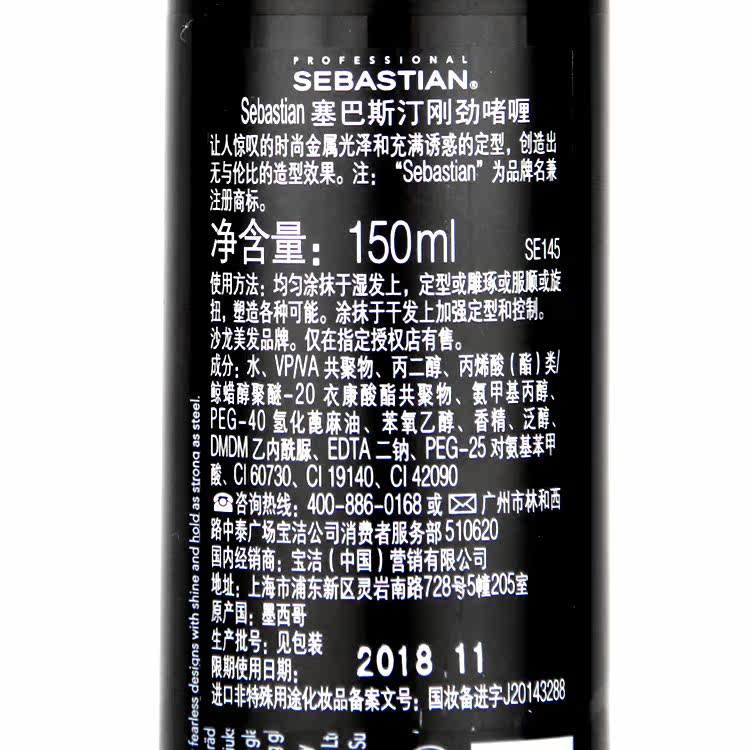 PROFESSIONAL
SEBASTIAN®
Sebastian 塞巴斯汀刚劲啫喱
让人惊叹的时尚金属光泽和充满诱惑的定型，创造出
无与伦比的造型效果。注：“Sebastian”为品牌名兼
注册商标。
净含量：150ml SE145
使用方法：均匀涂抹于湿发上，定型或雕琢或服顺或旋
扭，塑造各种可能。涂抹于干发上加强定型和控制。
沙龙美发品牌。仅在指定授权店有售。
成分：水、VP/VA 共聚物、丙二醇、丙烯酸（酯）类/
鲸蜡醇聚醚-20 衣康酸酯共聚物、氨甲基丙醇、
PEG-40 氢化蓖麻油、苯氧乙醇、香精、泛醇、
DMDM 乙内酰脲、EDTA 二钠、PEG-25 对氨基苯甲
酸、CI 60730、CI 19140、CI 42090
☎咨询热线：400-886-0168 或 ✉ 广州市林和西
路中泰广场宝洁公司消费者服务部 510620
国内经销商：宝洁（中国）营销有限公司
地址：上海市浦东新区灵岩南路728号5幢205室
原产国：墨西哥
生产批号：见包装
限期使用日期： 2018 11
进口非特殊用途化妆品备案文号：国妆备进字J20143288
fearless designs with shine and hold as strong as steel.